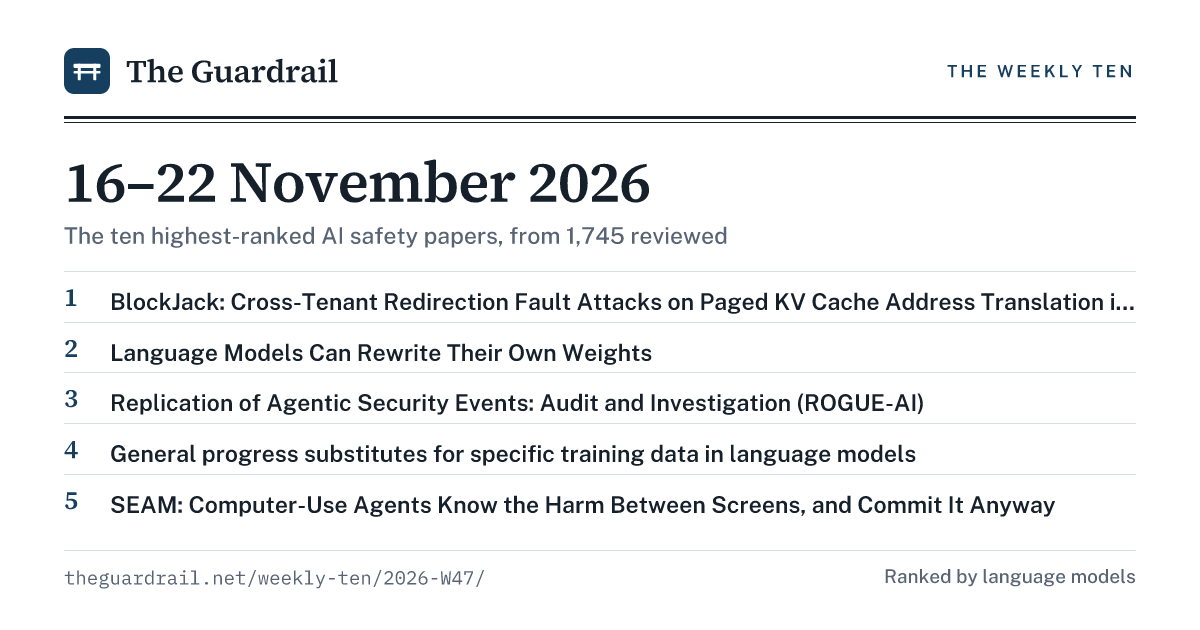 The Guardrail
THE WEEKLY TEN
16–22 November 2026
The ten highest-ranked AI safety papers, from 1,745 reviewed
1 BlockJack: Cross-Tenant Redirection Fault Attacks on Paged KV Cache Address Translation i...
2 Language Models Can Rewrite Their Own Weights
3 Replication of Agentic Security Events: Audit and Investigation (ROGUE-AI)
4 General progress substitutes for specific training data in language models
5 SEAM: Computer-Use Agents Know the Harm Between Screens, and Commit It Anyway
theguardrail.net/weekly-ten/2026-W47/
Ranked by language models